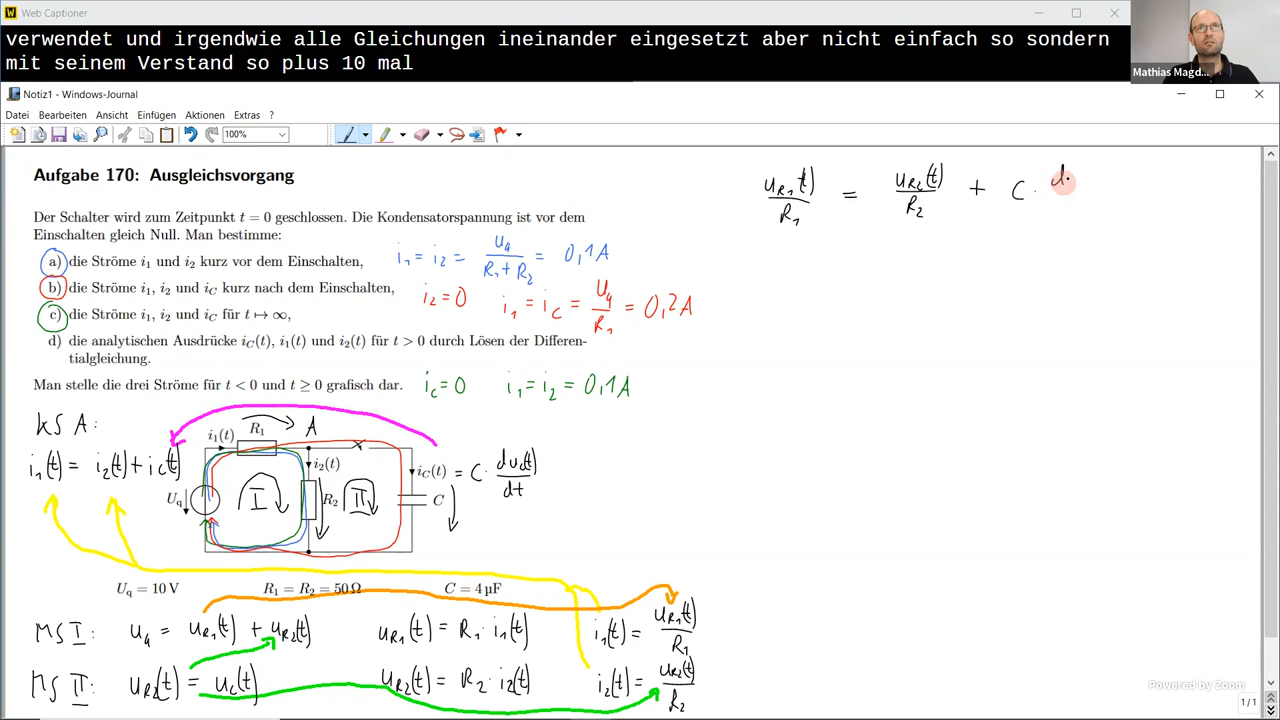 Web Captioner
verwendet und irgendwie alle Gleichungen ineinander eingesetzt aber nicht einfach so sondern
mit seinem Verstand so plus 10 mal
Mathias Magd...
Notiz1 - Windows-Journal
Datei Bearbeiten Ansicht Einfügen Aktionen Extras ?
100%
Aufgabe 170: Ausgleichsvorgang
Der Schalter wird zum Zeitpunkt t = 0 geschlossen. Die Kondensatorspannung ist vor dem
Einschalten gleich Null. Man bestimme:
a) die Ströme i₁ und i₂ kurz vor dem Einschalten,
i₁ = i₂ = Uq / (R₁ + R₂) = 0,1A
b) die Ströme i₁, i₂ und iC kurz nach dem Einschalten,
i₂ = 0 i₁ = iC = Uq / R₁ = 0,2A
c) die Ströme i₁, i₂ und iC für t ↦ ∞,
d) die analytischen Ausdrücke iC(t), i₁(t) und i₂(t) für t > 0 durch Lösen der Differen-
tialgleichung.
Man stelle die drei Ströme für t < 0 und t ≥ 0 grafisch dar.
iC = 0 i₁ = i₂ = 0,1A
uR1(t) / R₁ = uR2(t) / R₂ + C · d
KS A:
i₁(t) = i₂(t) + iC(t)
i₁(t) R₁ A
i₂(t) iC(t) = C · duC(t) / dt
Uq I R₂ II C
Uq = 10 V R₁ = R₂ = 50 Ω C = 4 µF
MS I: Uq = uR1(t) + uR2(t) uR1(t) = R₁ · i₁(t) i₁(t) = uR1(t) / R₁
MS II: uR2(t) = uC(t) uR2(t) = R₂ · i₂(t) i₂(t) = uR2(t) / R₂
Powered by Zoom
1 / 1